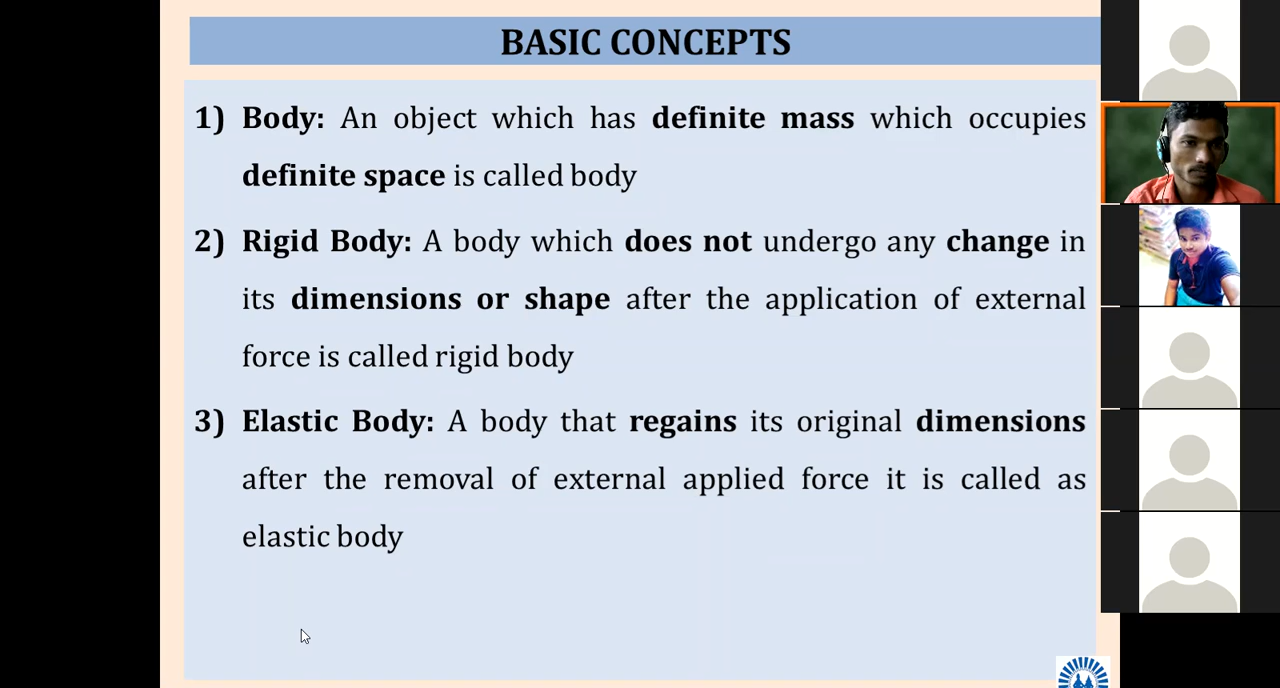 BASIC CONCEPTS
1) Body: An object which has definite mass which occupies
definite space is called body
2) Rigid Body: A body which does not undergo any change in
its dimensions or shape after the application of external
force is called rigid body
3) Elastic Body: A body that regains its original dimensions
after the removal of external applied force it is called as
elastic body